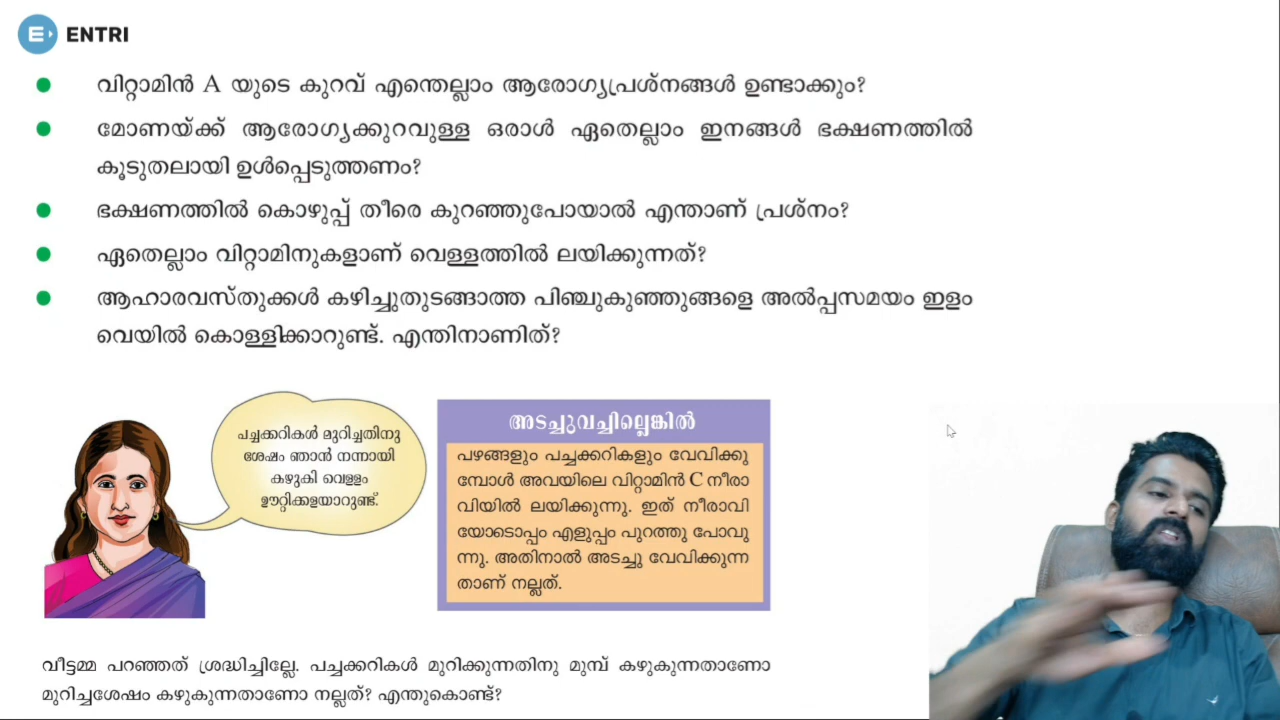 ENTRI
വിറ്റാമിൻ A യുടെ കുറവ് എന്തെല്ലാം ആരോഗ്യപ്രശ്നങ്ങൾ ഉണ്ടാക്കും?
മോണയ്ക്ക് ആരോഗ്യക്കുറവുള്ള ഒരാൾ ഏതെല്ലാം ഇനങ്ങൾ ഭക്ഷണത്തിൽ
കൂടുതലായി ഉൾപ്പെടുത്തണം?
ഭക്ഷണത്തിൽ കൊഴുപ്പ് തീരെ കുറഞ്ഞുപോയാൽ എന്താണ് പ്രശ്നം?
ഏതെല്ലാം വിറ്റാമിനുകളാണ് വെള്ളത്തിൽ ലയിക്കുന്നത്?
ആഹാരവസ്തുക്കൾ കഴിച്ചുതുടങ്ങാത്ത പിഞ്ചുകുഞ്ഞുങ്ങളെ അൽപ്പസമയം ഇളം
വെയിൽ കൊള്ളിക്കാറുണ്ട്. എന്തിനാണിത്?
പച്ചക്കറികൾ മുറിച്ചതിനു
ശേഷം ഞാൻ നന്നായി
കഴുകി വെള്ളം
ഊറ്റിക്കളയാറുണ്ട്.
അടച്ചുവച്ചില്ലെങ്കിൽ
പഴങ്ങളും പച്ചക്കറികളും വേവിക്കു
മ്പോൾ അവയിലെ വിറ്റാമിൻ C നീരാ
വിയിൽ ലയിക്കുന്നു. ഇത് നീരാവി
യോടൊപ്പം എളുപ്പം പുറത്തു പോവു
ന്നു. അതിനാൽ അടച്ചു വേവിക്കുന്ന
താണ് നല്ലത്.
വീട്ടമ്മ പറഞ്ഞത് ശ്രദ്ധിച്ചില്ലേ. പച്ചക്കറികൾ മുറിക്കുന്നതിനു മുമ്പ് കഴുകുന്നതാണോ
മുറിച്ചശേഷം കഴുകുന്നതാണോ നല്ലത്? എന്തുകൊണ്ട്?